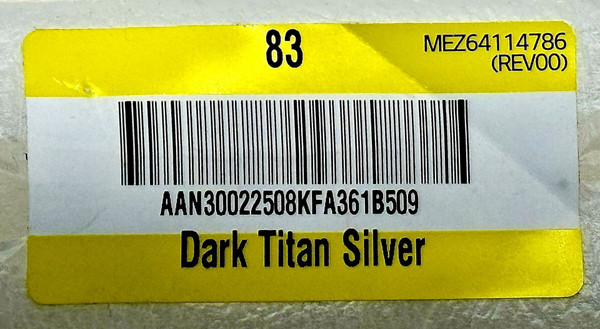 83
MEZ64114786
(REV00)
AAN30022508KFA361B509
Dark Titan Silver